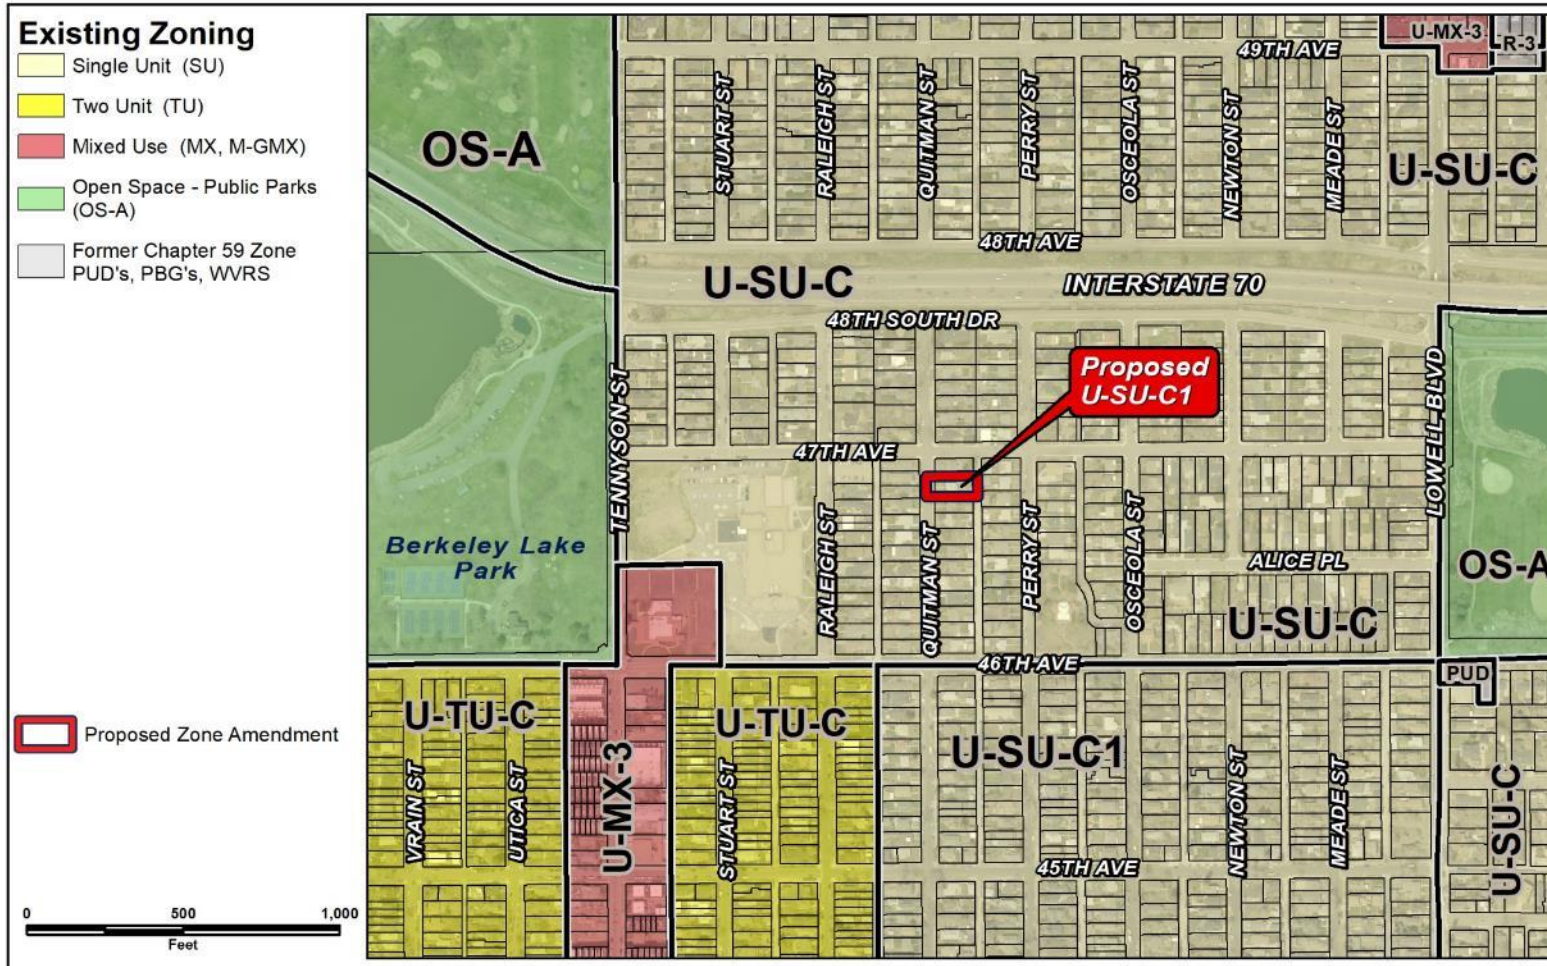 Existing Zoning
Single Unit (SU)
Two Unit (TU)
Mixed Use (MX, M-GMX)
Open Space - Public Parks
(OS-A)
Former Chapter 59 Zone
PUD's, PBG's, WVRS
Proposed Zone Amendment
0 500 1,000
Feet
U-MX-3
R-3
49TH AVE
OS-A
STUART ST
RALEIGH ST
QUITMAN ST
PERRY ST
OSCEOLA ST
NEWTON ST
MEADE ST
U-SU-C
48TH AVE
U-SU-C
INTERSTATE 70
48TH SOUTH DR
Proposed
U-SU-C1
TENNYSON ST
LOWELL BLVD
47TH AVE
Berkeley Lake
Park
RALEIGH ST
QUITMAN ST
PERRY ST
OSCEOLA ST
ALICE PL
OS-A
U-SU-C
46TH AVE
PUD
U-TU-C
U-TU-C
U-SU-C1
VRAIN ST
UTICA ST
U-MX-3
STUART ST
NEWTON ST
MEADE ST
U-SU-C
45TH AVE